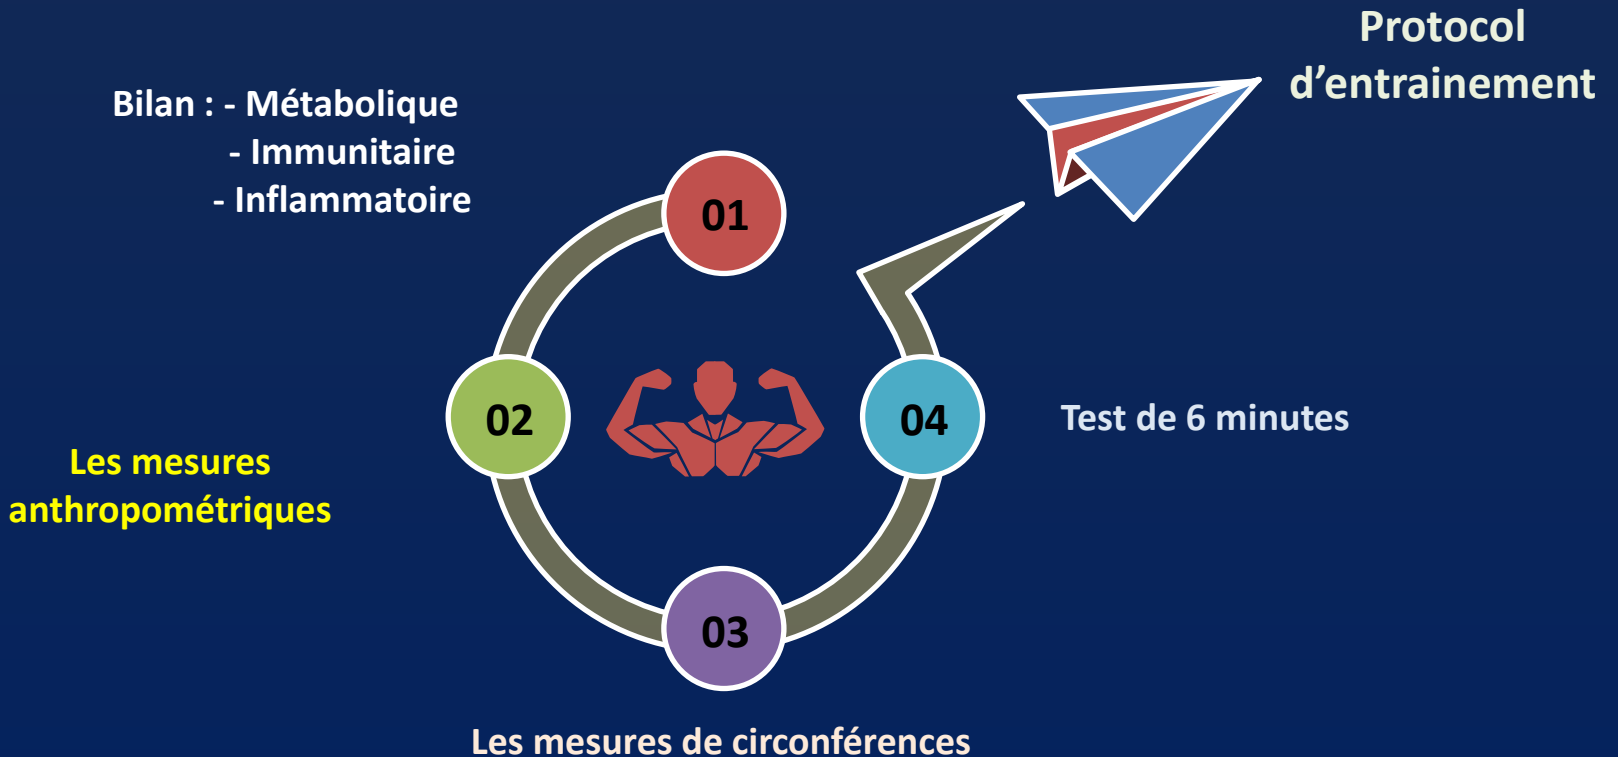 Protocol
d’entrainement
Bilan : - Métabolique
- Immunitaire
- Inflammatoire
01
02
Les mesures
anthropométriques
03
Les mesures de circonférences
04
Test de 6 minutes